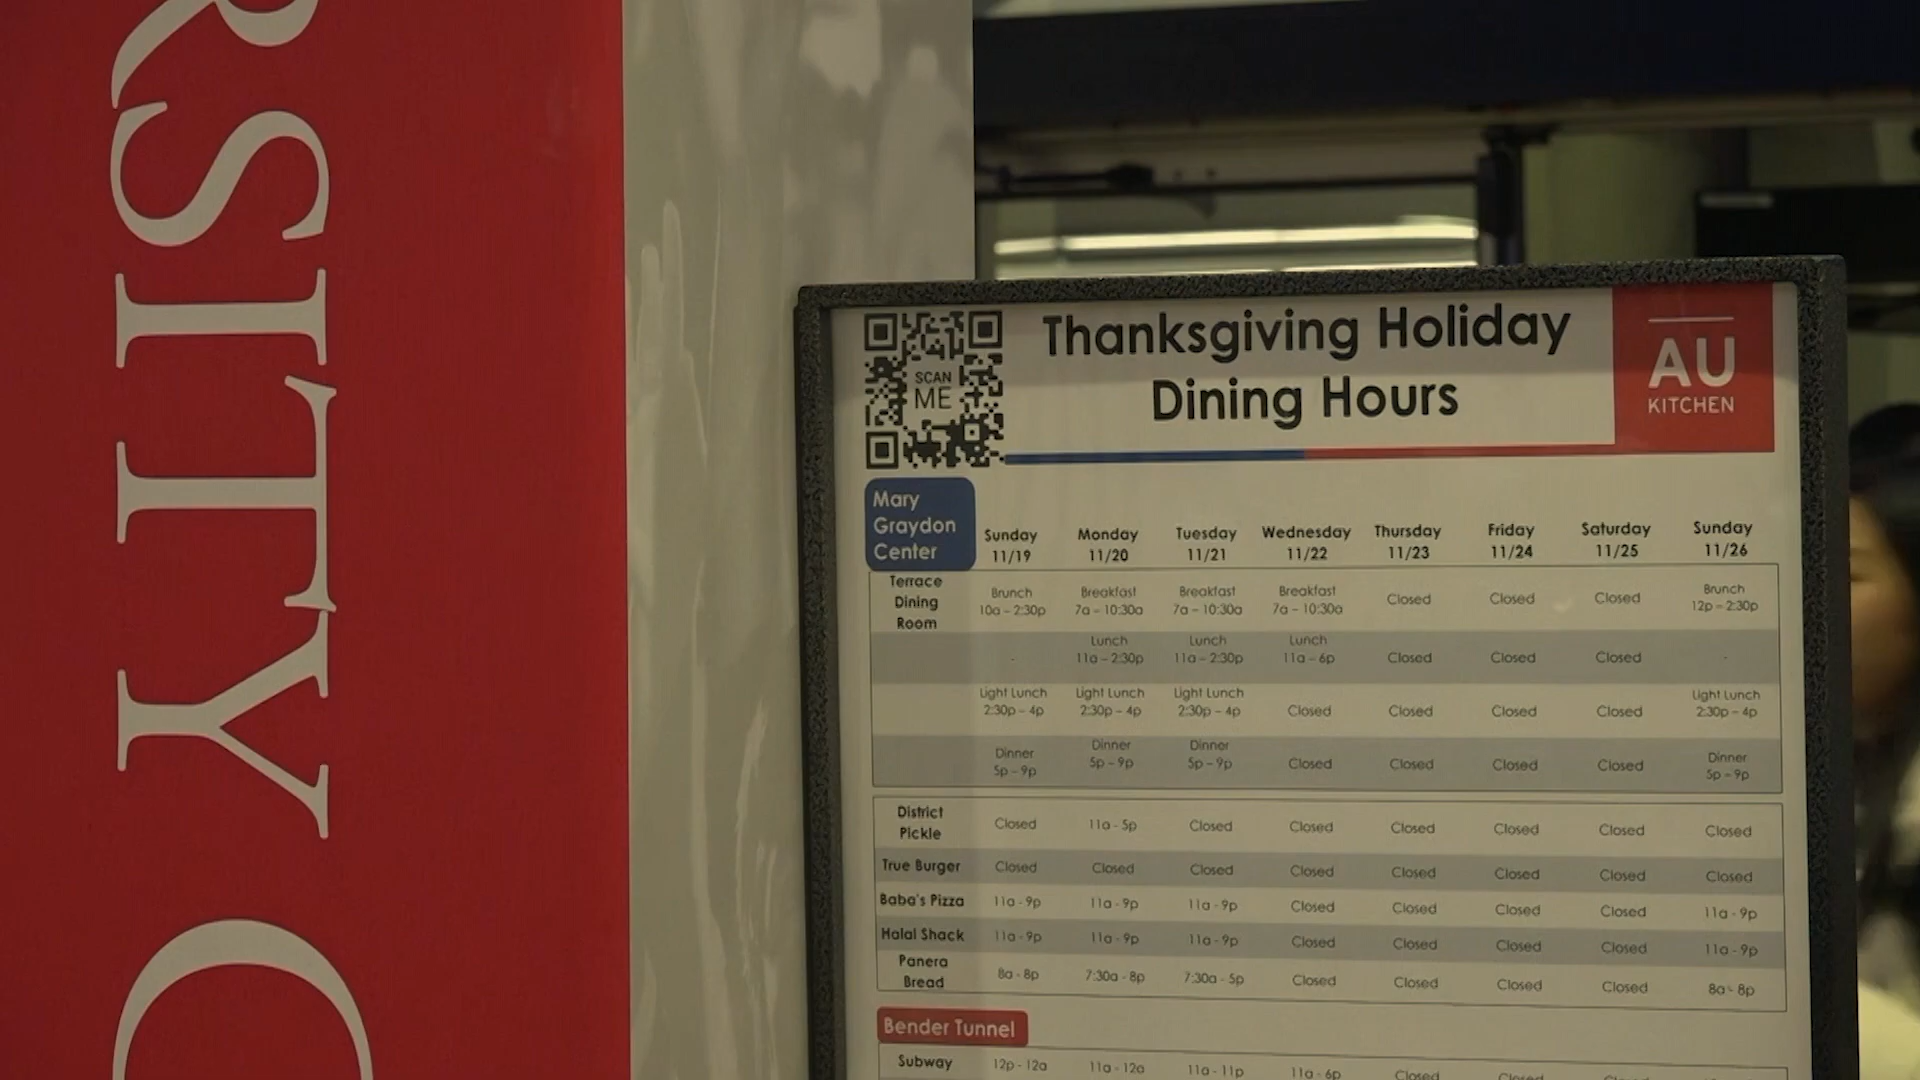 RSITY C
SCAN
ME
Thanksgiving Holiday
Dining Hours
AU
KITCHEN
Mary
Graydon
Center
Sunday Monday Tuesday Wednesday Thursday Friday Saturday Sunday
11/19 11/20 11/21 11/22 11/23 11/24 11/25 11/26
Terrace
Dining
Room
Brunch Breakfast Breakfast Breakfast Closed Closed Closed Brunch
10a – 2:30p 7a – 10:30a 7a – 10:30a 7a – 10:30a 12p – 2:30p
Lunch Lunch Lunch
- 11a – 2:30p 11a – 2:30p 11a – 6p Closed Closed Closed -
Light Lunch Light Lunch Light Lunch Light Lunch
2:30p – 4p 2:30p – 4p 2:30p – 4p Closed Closed Closed Closed 2:30p – 4p
Dinner Dinner Dinner Dinner
5p – 9p 5p – 9p 5p – 9p Closed Closed Closed Closed 5p – 9p
District
Pickle
Closed 11a - 5p Closed Closed Closed Closed Closed Closed
True Burger Closed Closed Closed Closed Closed Closed Closed Closed
Baba's Pizza 11a - 9p 11a - 9p 11a - 9p Closed Closed Closed Closed 11a - 9p
Halal Shack 11a - 9p 11a - 9p 11a - 9p Closed Closed Closed Closed 11a - 9p
Panera
Bread
8a - 8p 7:30a - 8p 7:30a - 5p Closed Closed Closed Closed 8a - 8p
Bender Tunnel
Subway 12p - 12a 11a - 12a 11a - 11p 11a - 6p Closed Closed Closed